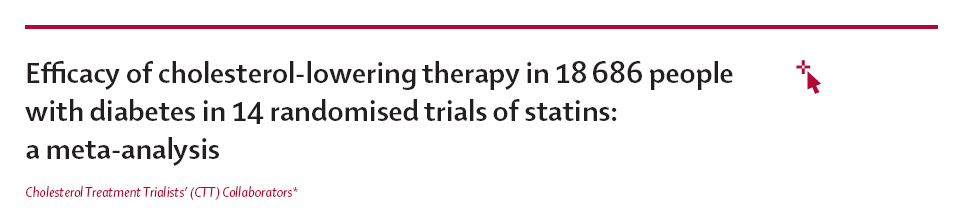 Efficacy of cholesterol-lowering therapy in 18 686 people
with diabetes in 14 randomised trials of statins:
a meta-analysis
Cholesterol Treatment Trialists’ (CTT) Collaborators*